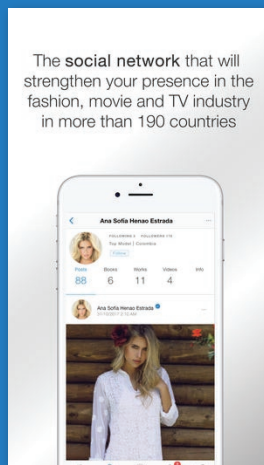 The social network that will
strengthen your presence in the
fashion, movie and TV industry
in more than 190 countries
Ana Sofía Henao Estrada
Top Model | Colombia
Follow
Posts Books Works Videos Info
88 6 11 4
Ana Sofía Henao Estrada